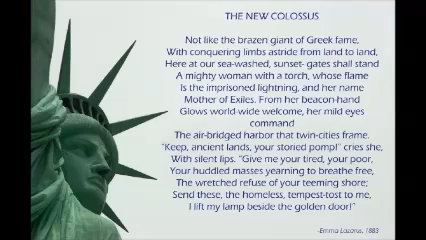 THE NEW COLOSSUS
Not like the brazen giant of Greek fame,
With conquering limbs astride from land to land,
Here at our sea-washed, sunset- gates shall stand
A mighty woman with a torch, whose flame
Is the imprisoned lightning, and her name
Mother of Exiles. From her beacon-hand
Glows world-wide welcome, her mild eyes
command
The air-bridged harbor that twin-cities frame.
"Keep, ancient lands, your storied pomp!" cries she,
With silent lips. "Give me your tired, your poor,
Your huddled masses yearning to breathe free,
The wretched refuse of your teeming shore;
Send these, the homeless, tempest-tost to me,
I lift my lamp beside the golden door!"
-Emma Lazarus, 1883